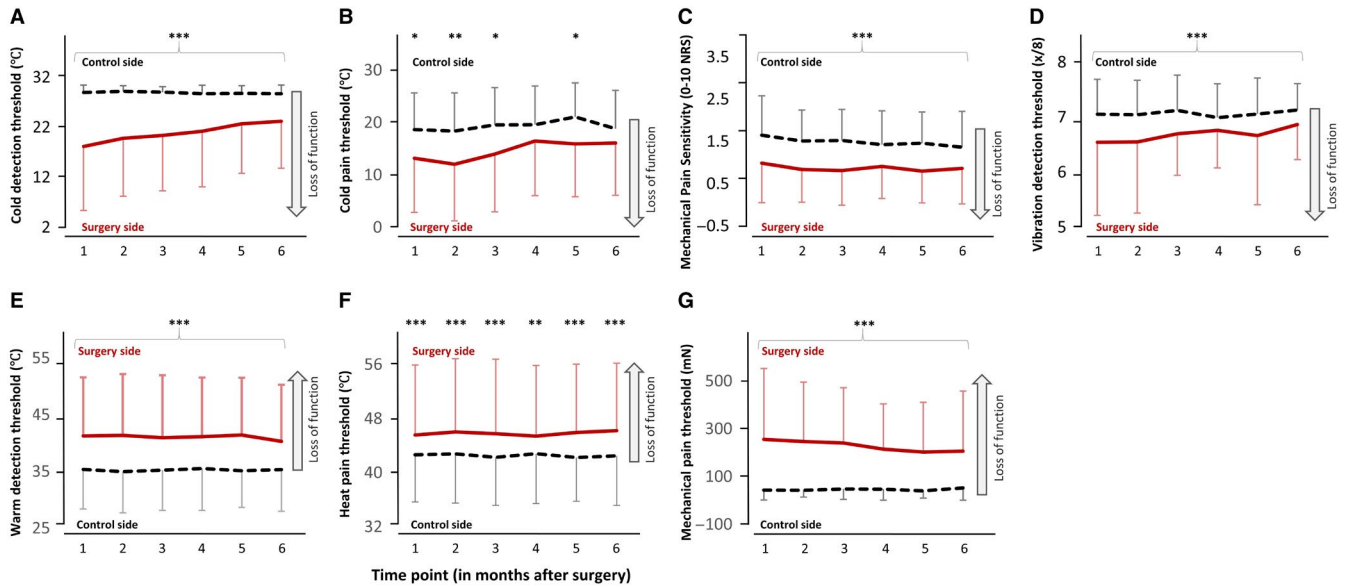 A
Cold detection threshold (°C)
32
22
12
2
***
Control side
Surgery side
Loss of function
1 2 3 4 5 6
B
Cold pain threshold (°C)
30
20
10
0
* ** * *
Control side
Surgery side
Loss of function
1 2 3 4 5 6
C
Mechanical Pain Sensitivity (0-10 NRS)
3.5
2.5
1.5
0.5
–0.5
***
Control side
Surgery side
Loss of function
1 2 3 4 5 6
D
Vibration detection threshold (x/8)
8
7
6
5
***
Control side
Surgery side
Loss of function
1 2 3 4 5 6
E
Warm detection threshold (°C)
55
45
35
25
***
Surgery side
Control side
Loss of function
1 2 3 4 5 6
F
Heat pain threshold (°C)
56
48
40
32
*** *** *** ** *** ***
Surgery side
Control side
Loss of function
1 2 3 4 5 6
G
Mechanical pain threshold (mN)
500
300
100
–100
***
Surgery side
Control side
Loss of function
1 2 3 4 5 6
Time point (in months after surgery)